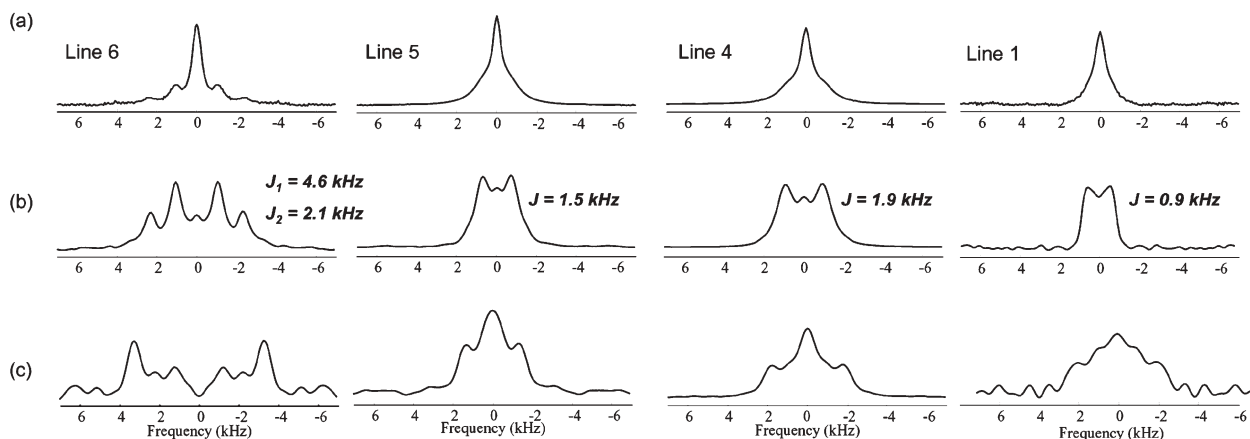 (a)
Line 6
Line 5
Line 4
Line 1
6 4 2 0 -2 -4 -6
6 4 2 0 -2 -4 -6
6 4 2 0 -2 -4 -6
6 4 2 0 -2 -4 -6
(b)
J1 = 4.6 kHz
J2 = 2.1 kHz
J = 1.5 kHz
J = 1.9 kHz
J = 0.9 kHz
6 4 2 0 -2 -4 -6
6 4 2 0 -2 -4 -6
6 4 2 0 -2 -4 -6
6 4 2 0 -2 -4 -6
(c)
6 4 2 0 -2 -4 -6
6 4 2 0 -2 -4 -6
6 4 2 0 -2 -4 -6
6 4 2 0 -2 -4 -6
Frequency (kHz)
Frequency (kHz)
Frequency (kHz)
Frequency (kHz)